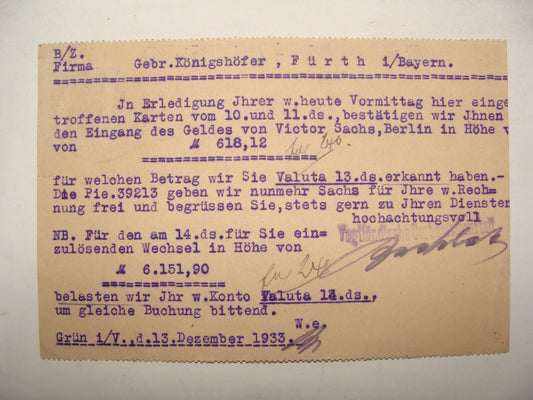 B/Z.
Firma Gebr.Königshöfer , F ü r t h i/Bayern.
Jn Erledigung Jhrer w.heute Vormittag hier einge
troffenen Karten vom 10.und 11.ds.,bestätigen wir Jhnen
den Eingang des Geldes von Victor Sachs,Berlin in Höhe v
von ℳ 618,12
für welchen Betrag wir Sie Valuta 13.ds.erkannt haben.-
Die Pie.39213 geben wir nunmehr Sachs für Jhre w.Rech=
nung frei und begrüssen Sie,stets gern zu Jhren Diensten
hochachtungsvoll
NB. Für den am 14.ds.für Sie ein=
zulösenden Wechsel in Höhe von
ℳ 6.151,90
belasten wir Jhr w.Konto Valuta 14.ds.,
um gleiche Buchung bittend.
W.e.
Grün i/V.,d.13.Dezember 1933.